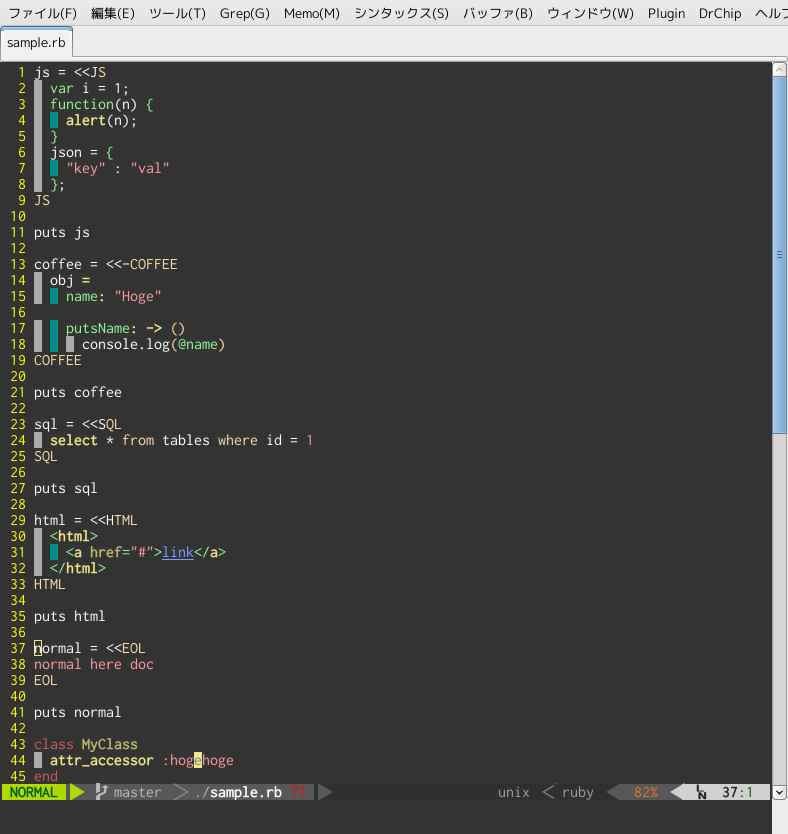 ファイル(F) 編集(E) ツール(T) Grep(G) Memo(M) シンタックス(S) バッファ(B) ウィンドウ(W) Plugin DrChip ヘルプ
sample.rb
1 js = <<JS
2   var i = 1;
3   function(n) {
4     alert(n);
5   }
6   json = {
7     "key" : "val"
8   };
9 JS
10
11 puts js
12
13 coffee = <<-COFFEE
14   obj =
15     name: "Hoge"
16
17     putsName: -> ()
18       console.log(@name)
19 COFFEE
20
21 puts coffee
22
23 sql = <<SQL
24   select * from tables where id = 1
25 SQL
26
27 puts sql
28
29 html = <<HTML
30   <html>
31     <a href="#">link</a>
32   </html>
33 HTML
34
35 puts html
36
37 normal = <<EOL
38 normal here doc
39 EOL
40
41 puts normal
42
43 class MyClass
44   attr_accessor :hogehoge
45 end
NORMAL master ./sample.rb ?? unix ruby 82% LN 37:1